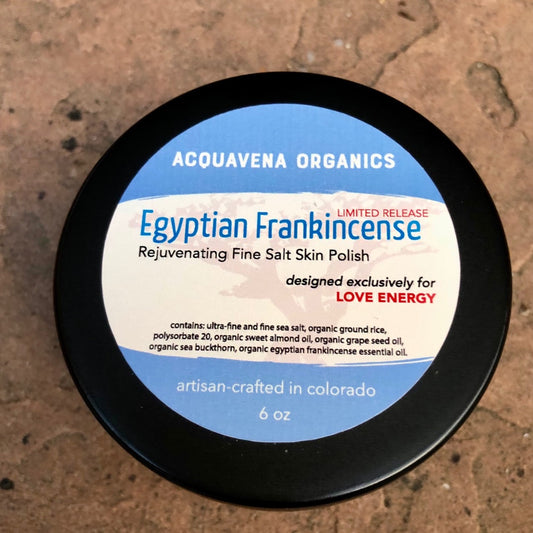 ACQUAVENA ORGANICS
LIMITED RELEASE
Egyptian Frankincense
Rejuvenating Fine Salt Skin Polish
designed exclusively for
LOVE ENERGY
contains: ultra-fine and fine sea salt, organic ground rice,
polysorbate 20, organic sweet almond oil, organic grape seed oil,
organic sea buckthorn, organic egyptian frankincense essential oil.
artisan-crafted in colorado
6 oz